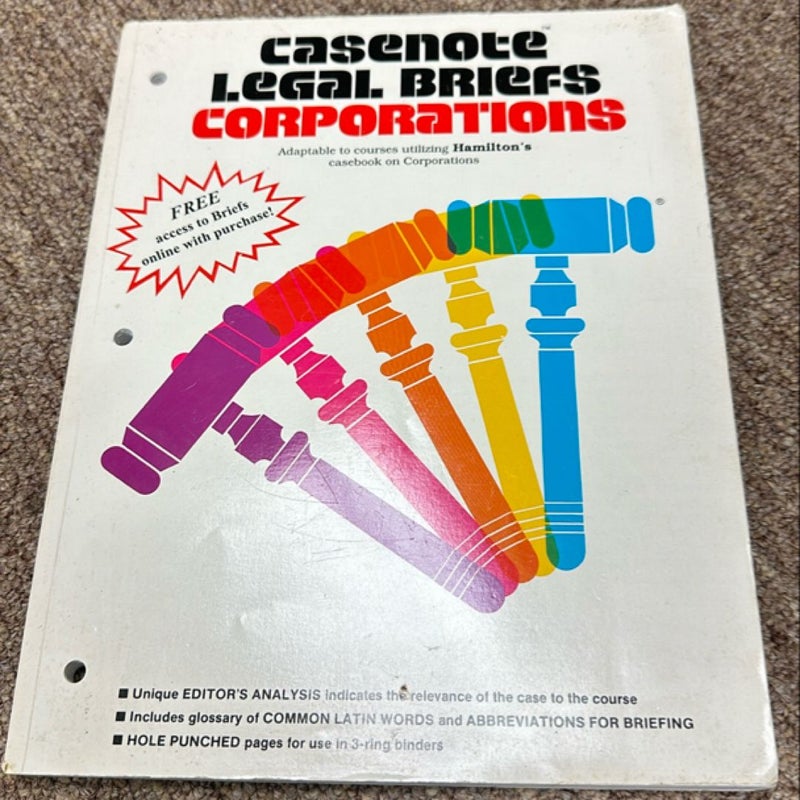 Casenote™
Legal Briefs
CORPORATIONS
Adaptable to courses utilizing Hamilton's
casebook on Corporations
FREE
access to Briefs
online with purchase!
®
■ Unique EDITOR'S ANALYSIS indicates the relevance of the case to the course
■ Includes glossary of COMMON LATIN WORDS and ABBREVIATIONS FOR BRIEFING
■ HOLE PUNCHED pages for use in 3-ring binders